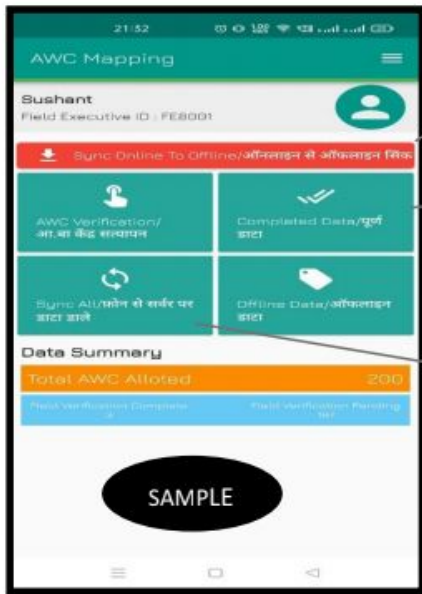 21:52
AWC Mapping
Sushant
Field Executive ID : FE8001
Sync Online To Offline/ऑनलाइन से ऑफलाइन सिंक
AWC Verification/
आ.बा केंद्र सत्यापन
Completed Data/पूर्ण
डाटा
Sync All/फ़ोन से सर्वर पर
डाटा डाले
Offline Data/ऑफलाइन
डाटा
Data Summary
Total AWC Alloted 200
Field Verification Complete
Field Verification Pending
SAMPLE